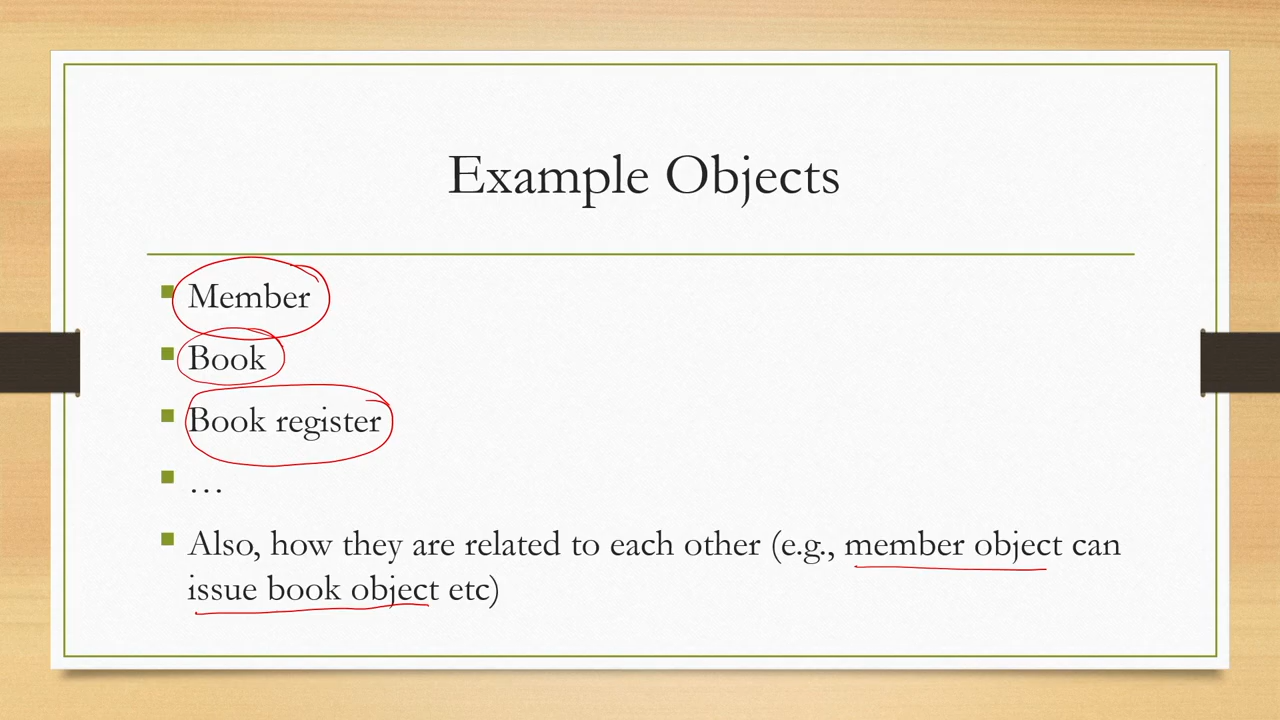 Example Objects
Member
Book
Book register
…
Also, how they are related to each other (e.g., member object can
issue book object etc)